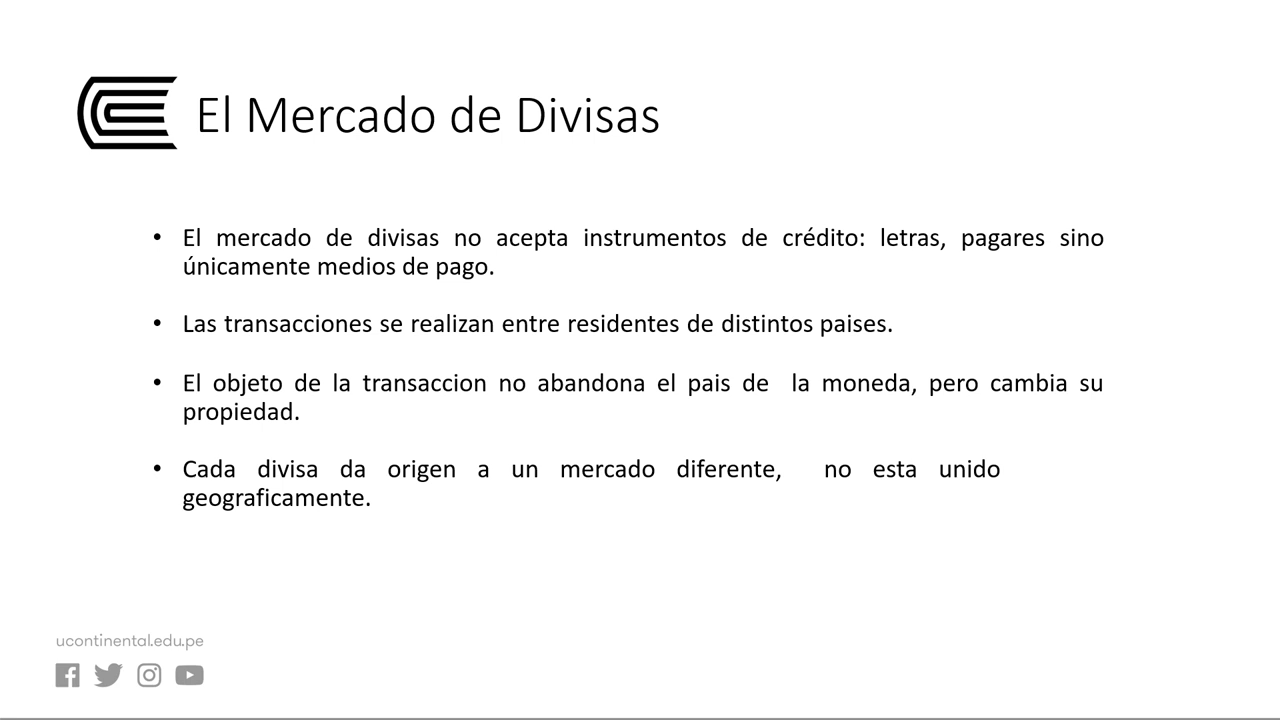 El Mercado de Divisas
• El mercado de divisas no acepta instrumentos de crédito: letras, pagares sino
únicamente medios de pago.
• Las transacciones se realizan entre residentes de distintos paises.
• El objeto de la transaccion no abandona el pais de la moneda, pero cambia su
propiedad.
• Cada divisa da origen a un mercado diferente, no esta unido
geograficamente.
ucontinental.edu.pe